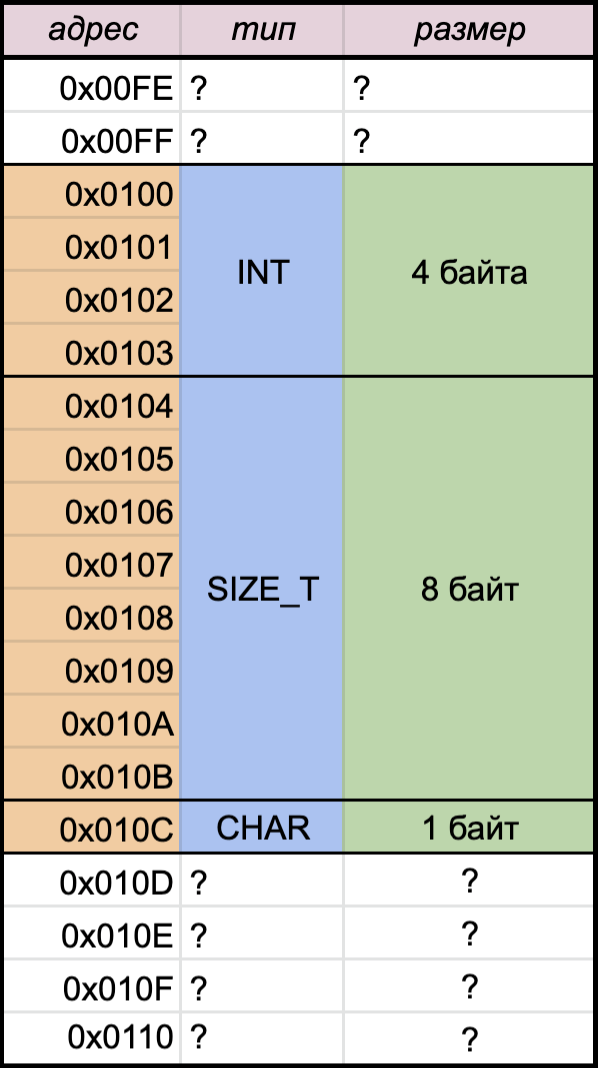 адрес тип размер
0x00FE ? ?
0x00FF ? ?
0x0100
0x0101
INT 4 байта
0x0102
0x0103
0x0104
0x0105
0x0106
0x0107
SIZE_T 8 байт
0x0108
0x0109
0x010A
0x010B
0x010C CHAR 1 байт
0x010D ? ?
0x010E ? ?
0x010F ? ?
0x0110 ? ?